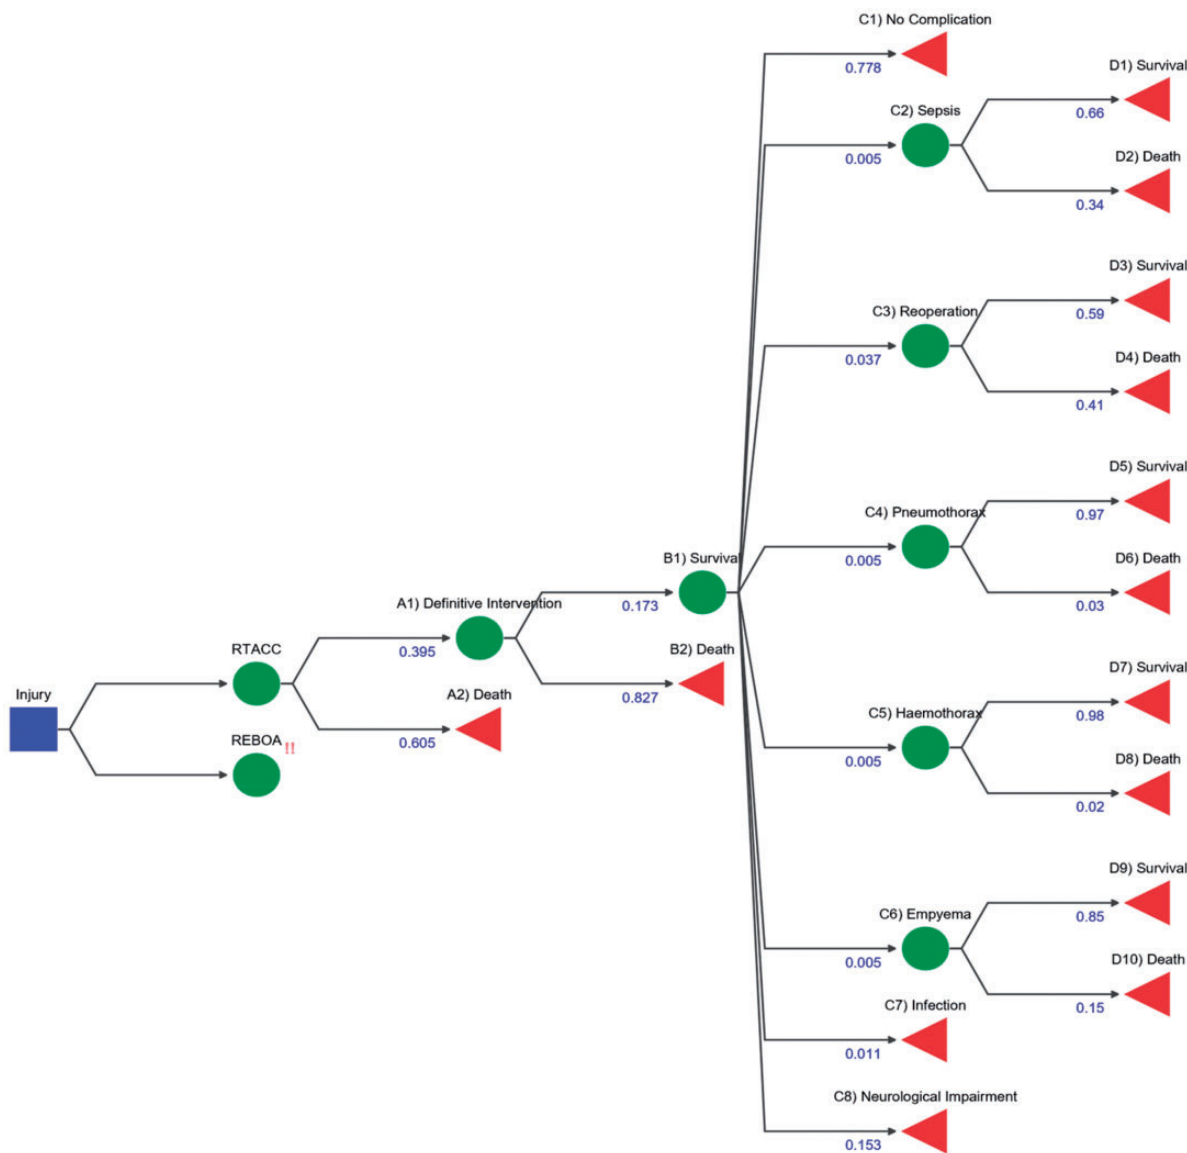 C1) No Complication
0.778
D1) Survival
0.66
C2) Sepsis
0.005
D2) Death
0.34
D3) Survival
0.59
C3) Reoperation
0.037
D4) Death
0.41
D5) Survival
0.97
C4) Pneumothorax
0.005
D6) Death
0.03
B1) Survival
0.173
A1) Definitive Intervention
0.395
B2) Death
0.827
RTACC
A2) Death
0.605
Injury
REBOA !!
D7) Survival
0.98
C5) Haemothorax
0.005
D8) Death
0.02
D9) Survival
0.85
C6) Empyema
0.005
D10) Death
0.15
C7) Infection
0.011
C8) Neurological Impairment
0.153